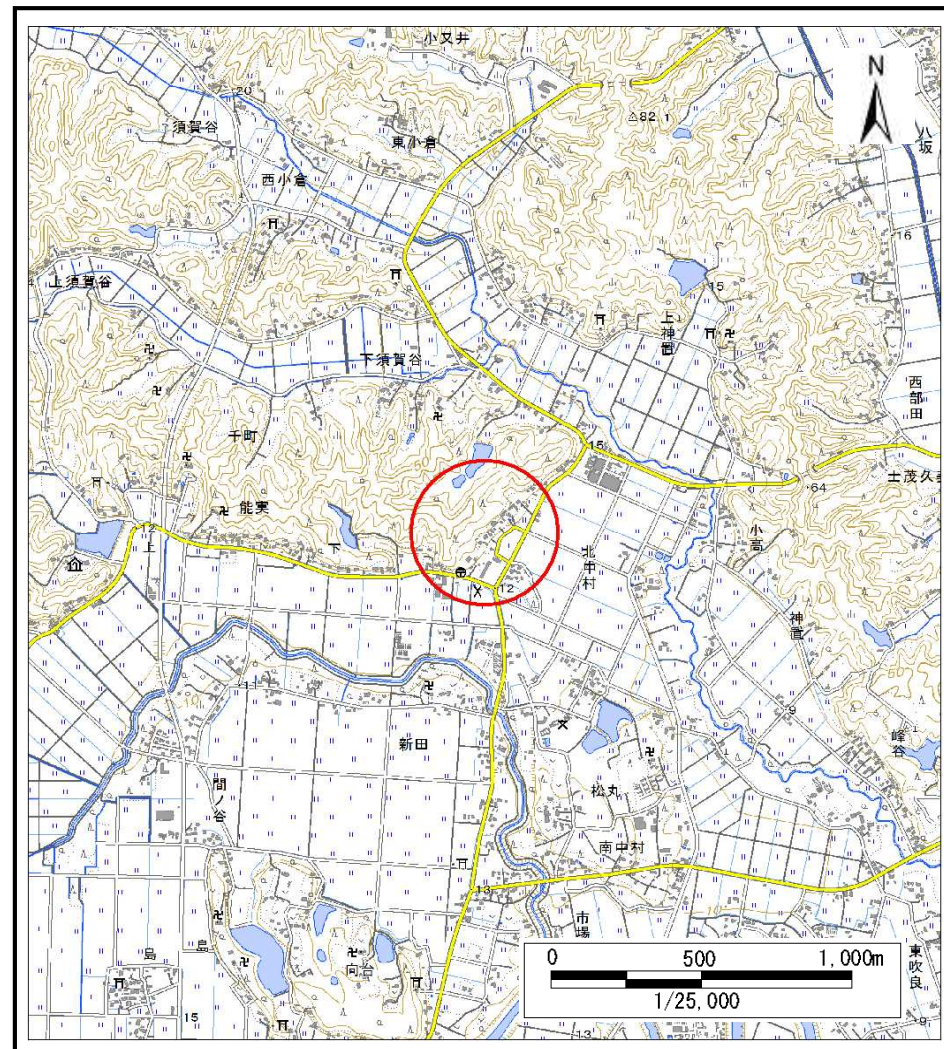 小又井
N
20
須賀谷
82.1
八坂
東小倉
西小倉
16
上須賀谷
15
上神置
下須賀谷
西部田
千町
15
64
士茂久
能実
12
上
下
北中村
小高
12
神置
11
9
新田
峰谷
間ノ谷
松丸
南中村
13
市場
島
島
向台
東吹良
0 500 1,000m
1/25,000
15
13
9